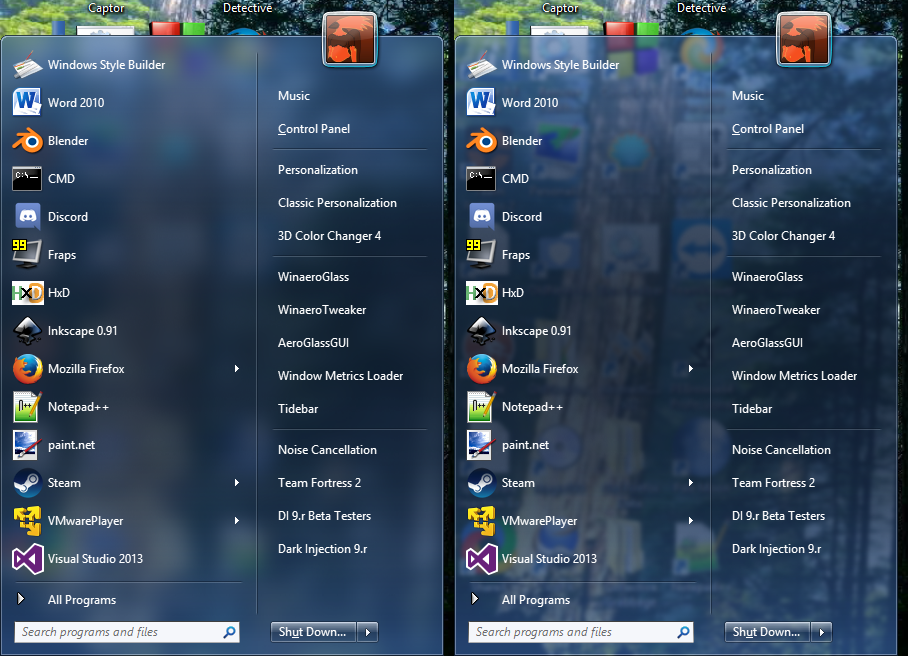 Captor
Detective
Windows Style Builder
Word 2010
Blender
CMD
Discord
Fraps
HxD
Inkscape 0.91
Mozilla Firefox
Notepad++
paint.net
Steam
VMwarePlayer
Visual Studio 2013
All Programs
Search programs and files
Music
Control Panel
Personalization
Classic Personalization
3D Color Changer 4
WinaeroGlass
WinaeroTweaker
AeroGlassGUI
Window Metrics Loader
Tidebar
Noise Cancellation
Team Fortress 2
DI 9.r Beta Testers
Dark Injection 9.r
Shut Down...
Captor
Detective
Windows Style Builder
Word 2010
Blender
CMD
Discord
Fraps
HxD
Inkscape 0.91
Mozilla Firefox
Notepad++
paint.net
Steam
VMwarePlayer
Visual Studio 2013
All Programs
Search programs and files
Music
Control Panel
Personalization
Classic Personalization
3D Color Changer 4
WinaeroGlass
WinaeroTweaker
AeroGlassGUI
Window Metrics Loader
Tidebar
Noise Cancellation
Team Fortress 2
DI 9.r Beta Testers
Dark Injection 9.r
Shut Down...